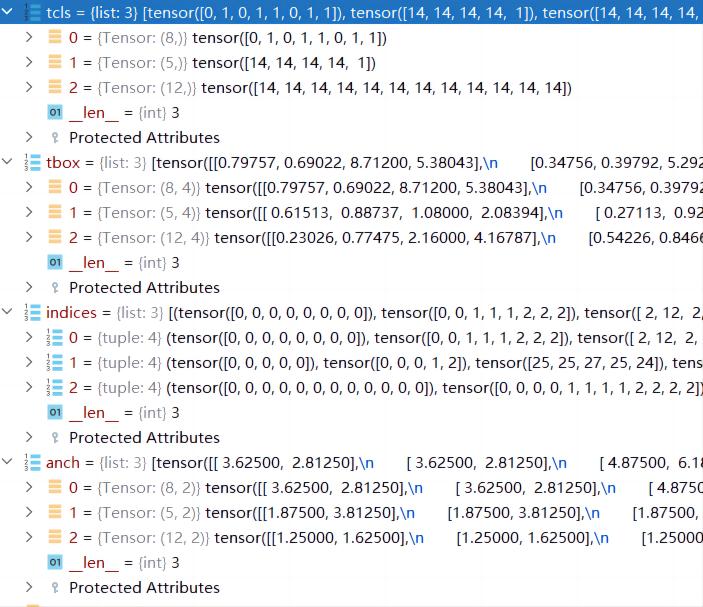 tcls = {list: 3} [tensor([0, 1, 0, 1, 1, 0, 1, 1]), tensor([14, 14, 14, 14, 1]), tensor([14, 14, 14, 14,
0 = {Tensor: (8,)} tensor([0, 1, 0, 1, 1, 0, 1, 1])
1 = {Tensor: (5,)} tensor([14, 14, 14, 14, 1])
2 = {Tensor: (12,)} tensor([14, 14, 14, 14, 14, 14, 14, 14, 14, 14, 14, 14])
01 __len__ = {int} 3
Protected Attributes
tbox = {list: 3} [tensor([[0.79757, 0.69022, 8.71200, 5.38043],\n [0.34756, 0.39792, 5.292
0 = {Tensor: (8, 4)} tensor([[0.79757, 0.69022, 8.71200, 5.38043],\n [0.34756, 0.3979
1 = {Tensor: (5, 4)} tensor([[ 0.61513, 0.88737, 1.08000, 2.08394],\n [ 0.27113, 0.92
2 = {Tensor: (12, 4)} tensor([[0.23026, 0.77475, 2.16000, 4.16787],\n [0.54226, 0.846
01 __len__ = {int} 3
Protected Attributes
indices = {list: 3} [(tensor([0, 0, 0, 0, 0, 0, 0, 0]), tensor([0, 0, 1, 1, 1, 2, 2, 2]), tensor([ 2, 12, 2,
0 = {tuple: 4} (tensor([0, 0, 0, 0, 0, 0, 0, 0]), tensor([0, 0, 1, 1, 1, 2, 2, 2]), tensor([ 2, 12, 2,
1 = {tuple: 4} (tensor([0, 0, 0, 0, 0]), tensor([0, 0, 0, 1, 2]), tensor([25, 25, 27, 25, 24]), tens
2 = {tuple: 4} (tensor([0, 0, 0, 0, 0, 0, 0, 0, 0, 0, 0, 0]), tensor([0, 0, 0, 0, 1, 1, 1, 1, 2, 2, 2, 2])
01 __len__ = {int} 3
Protected Attributes
anch = {list: 3} [tensor([[ 3.62500, 2.81250],\n [ 3.62500, 2.81250],\n [ 4.87500, 6.18
0 = {Tensor: (8, 2)} tensor([[ 3.62500, 2.81250],\n [ 3.62500, 2.81250],\n [ 4.8750
1 = {Tensor: (5, 2)} tensor([[1.87500, 3.81250],\n [1.87500, 3.81250],\n [1.87500,
2 = {Tensor: (12, 2)} tensor([[1.25000, 1.62500],\n [1.25000, 1.62500],\n [1.25000
01 __len__ = {int} 3
Protected Attributes